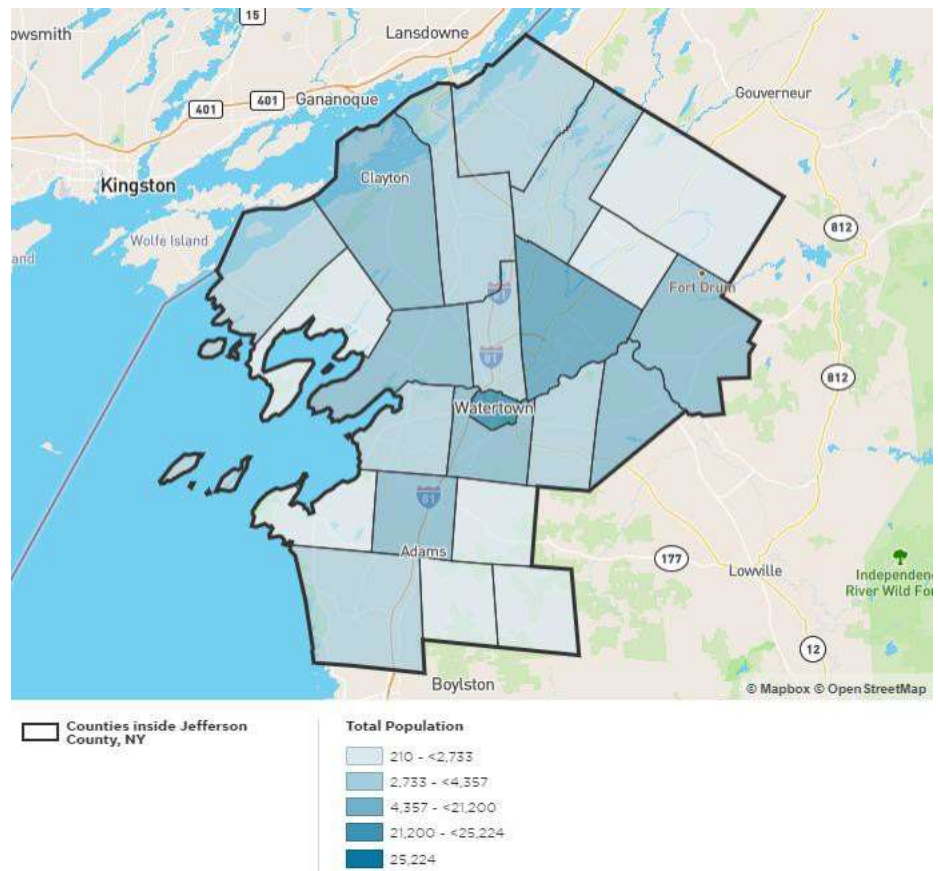 15
owsmith
Lansdowne
401
401
Gananoque
Gouverneur
Kingston
Clayton
Wolfe Island
and
812
Fort Drum
81
81
812
Watertown
81
Adams
177
Lowville
Independenc
River Wild For
12
Boylston
© Mapbox © OpenStreetMap
Counties inside Jefferson
County, NY
Total Population
210 - <2,733
2,733 - <4,357
4,357 - <21,200
21,200 - <25,224
25,224